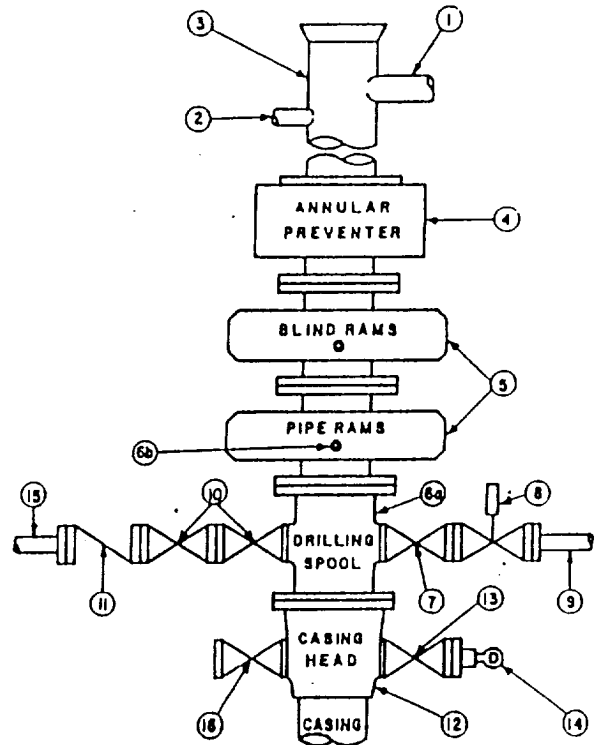 3
1
2
ANNULAR
PREVENTER
4
BLIND RAMS
5
PIPE RAMS
6b
6a
8
15
10
DRILLING
SPOOL
11
7
9
13
CASING
HEAD
16
12
14
D
CASING